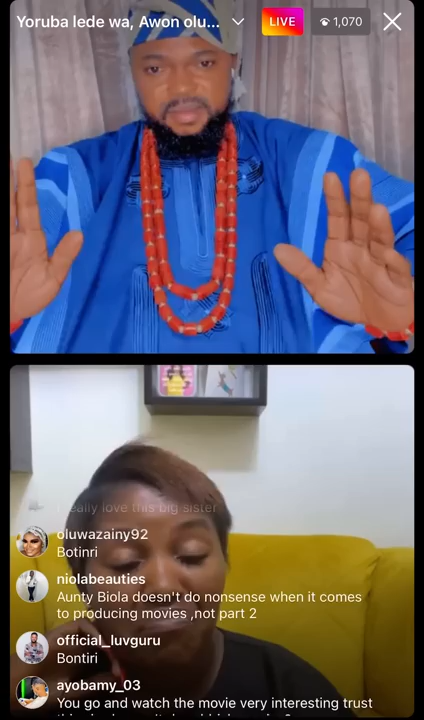 Yoruba lede wa, Awon olu...
LIVE
1,070
really love this big sister
oluwazainy92
Botinri
niolabeauties
Aunty Biola doesn't do nonsense when it comes
to producing movies ,not part 2
official_luvguru
Bontiri
ayobamy_03
You go and watch the movie very interesting trust